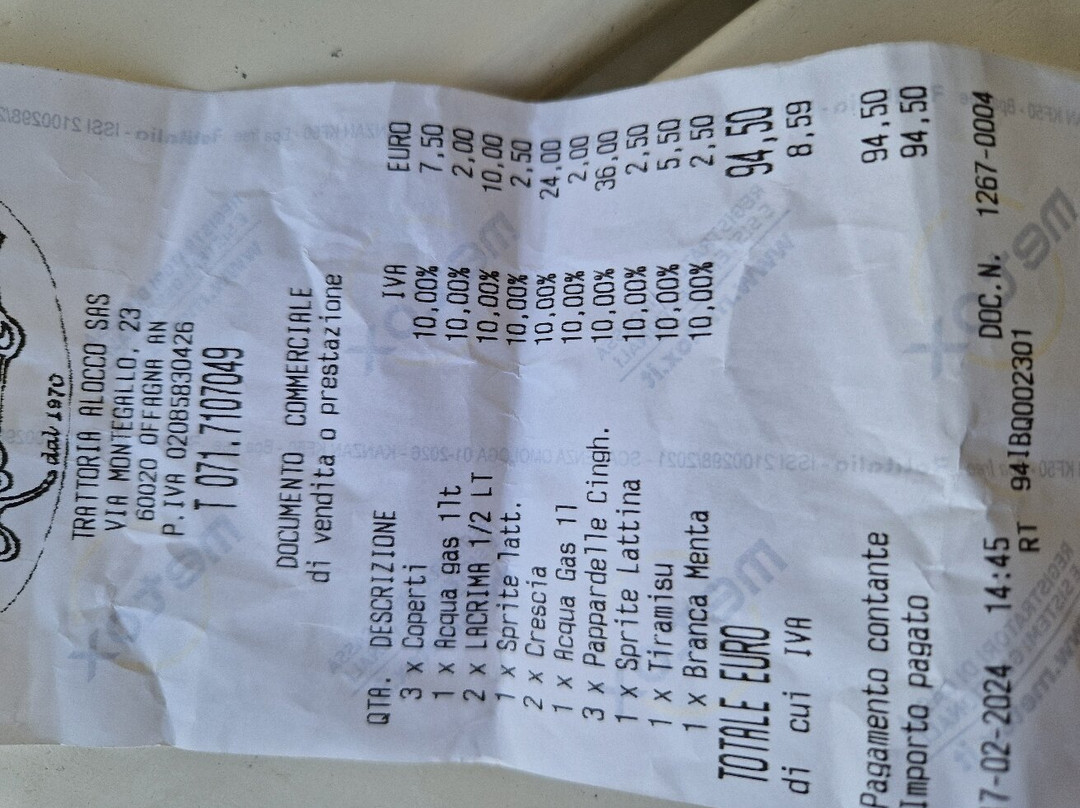 dal 1970
TRATTORIA ALOCCO SAS
VIA MONTEGALLO, 23
60020 OFFAGNA AN
P.IVA 02085830426
T 071.7107049
DOCUMENTO COMMERCIALE
di vendita o prestazione
QTA. DESCRIZIONE IVA EURO
3 x Coperti 10,00% 7,50
1 x Acqua gas 1lt 10,00% 2,00
2 x LACRIMA 1/2 LT 10,00% 10,00
1 x Sprite latt. 10,00% 2,50
2 x Crescia 10,00% 24,00
1 x Acqua Gas 1l 10,00% 2,00
3 x Pappardelle Cingh. 10,00% 36,00
1 x Sprite Lattina 10,00% 2,50
1 x Tiramisu 10,00% 5,50
1 x Branca Menta 10,00% 2,50
TOTALE EURO 94,50
di cui IVA 8,59
Pagamento contante 94,50
Importo pagato 94,50
7-02-2024 14:45 DOC.N. 1267-0004
RT 94IBQ002301